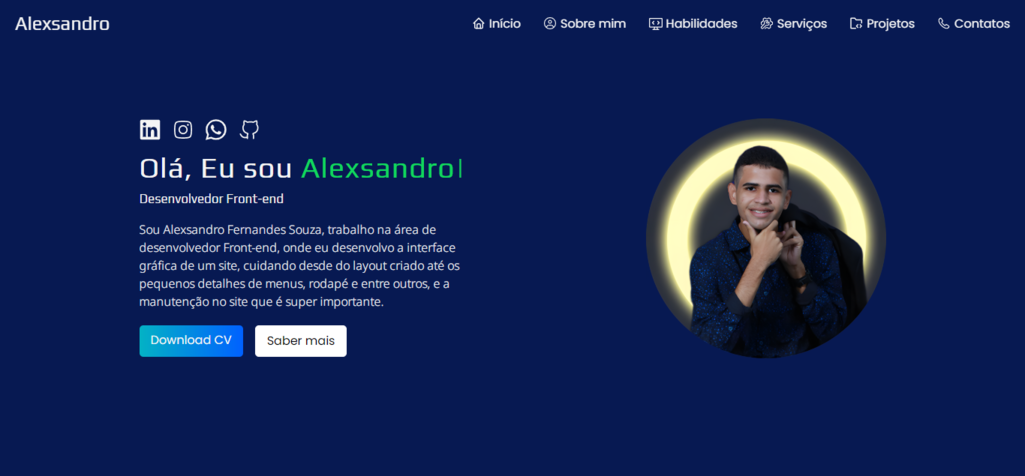 Alexsandro
Início
Sobre mim
Habilidades
Serviços
Projetos
Contatos
in
Olá, Eu sou Alexsandro|
Desenvolvedor Front-end
Sou Alexsandro Fernandes Souza, trabalho na área de
desenvolvedor Front-end, onde eu desenvolvo a interface
gráfica de um site, cuidando desde do layout criado até os
pequenos detalhes de menus, rodapé e entre outros, e a
manutenção no site que é super importante.
Download CV
Saber mais